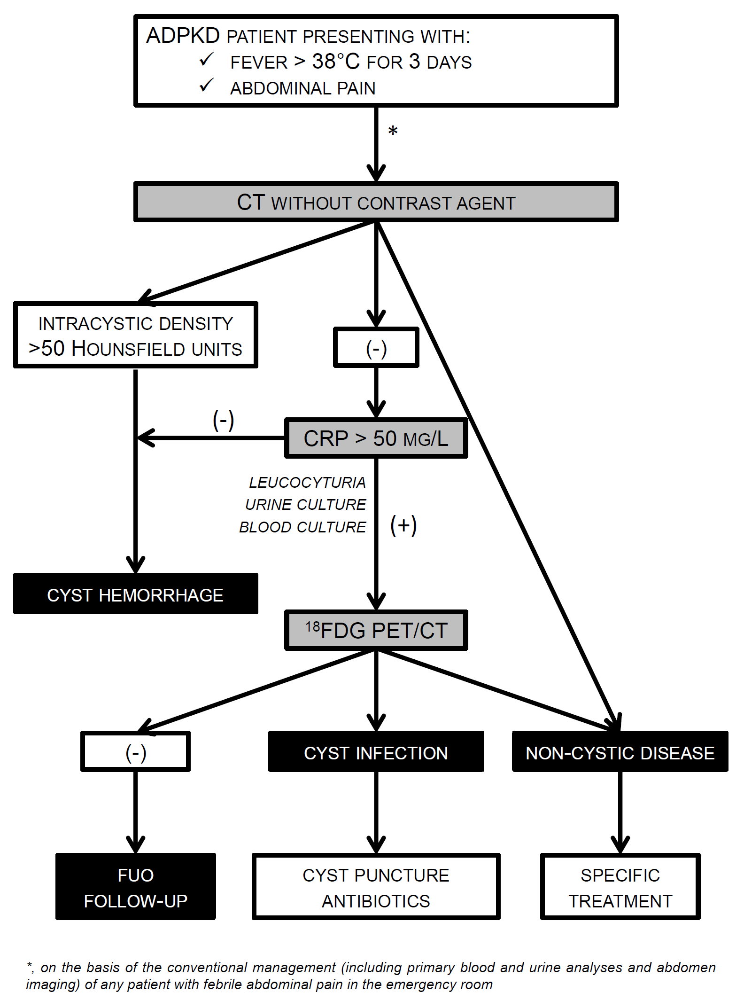 ADPKD PATIENT PRESENTING WITH:
✓ FEVER > 38°C FOR 3 DAYS
✓ ABDOMINAL PAIN
*
CT WITHOUT CONTRAST AGENT
INTRACYSTIC DENSITY
>50 HOUNSFIELD UNITS
(-)
(-)
CRP > 50 MG/L
LEUCOCYTURIA
URINE CULTURE
BLOOD CULTURE
(+)
CYST HEMORRHAGE
¹⁸FDG PET/CT
(-)
CYST INFECTION
NON-CYSTIC DISEASE
FUO
FOLLOW-UP
CYST PUNCTURE
ANTIBIOTICS
SPECIFIC
TREATMENT
*, on the basis of the conventional management (including primary blood and urine analyses and abdomen
imaging) of any patient with febrile abdominal pain in the emergency room